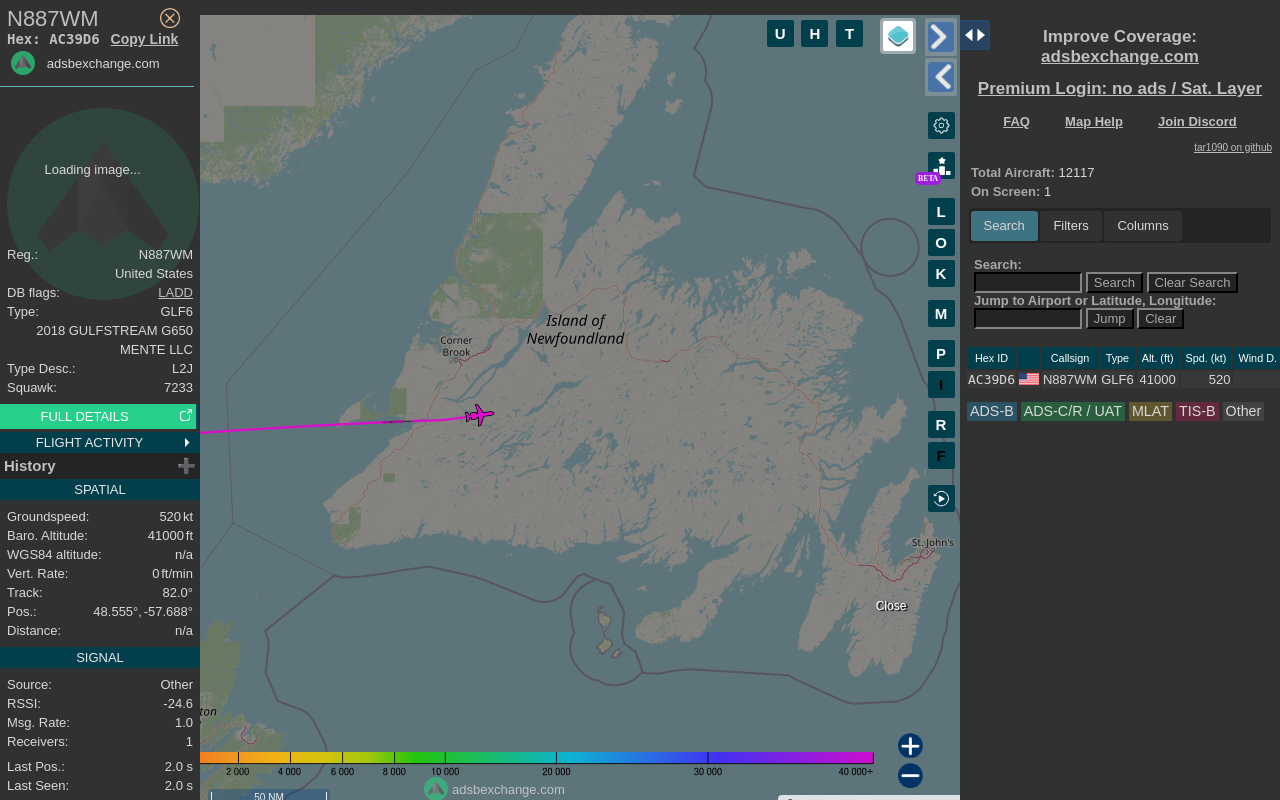 N887WM
Hex: AC39D6 Copy Link
adsbexchange.com
Loading image...
Reg.: N887WM
United States
DB flags: LADD
Type: GLF6
2018 GULFSTREAM G650
MENTE LLC
Type Desc.: L2J
Squawk: 7233
FULL DETAILS
FLIGHT ACTIVITY
History
SPATIAL
Groundspeed: 520 kt
Baro. Altitude: 41000 ft
WGS84 altitude: n/a
Vert. Rate: 0 ft/min
Track: 82.0°
Pos.: 48.555°, -57.688°
Distance: n/a
SIGNAL
Source: Other
RSSI: -24.6
Msg. Rate: 1.0
Receivers: 1
Last Pos.: 2.0 s
Last Seen: 2.0 s
U H T
BETA
L
O
K
M
P
I
R
F
Island of
Newfoundland
Corner
Brook
St. John's
Close
ton
2 000 4 000 6 000 8 000 10 000 20 000 30 000 40 000+
adsbexchange.com
50 NM
Improve Coverage:
adsbexchange.com
Premium Login: no ads / Sat. Layer
FAQ Map Help Join Discord
tar1090 on github
Total Aircraft: 12117
On Screen: 1
Search Filters Columns
Search:
Search Clear Search
Jump to Airport or Latitude, Longitude:
Jump Clear
Hex ID Callsign Type Alt. (ft) Spd. (kt) Wind D.
AC39D6 N887WM GLF6 41000 520
ADS-B ADS-C/R / UAT MLAT TIS-B Other